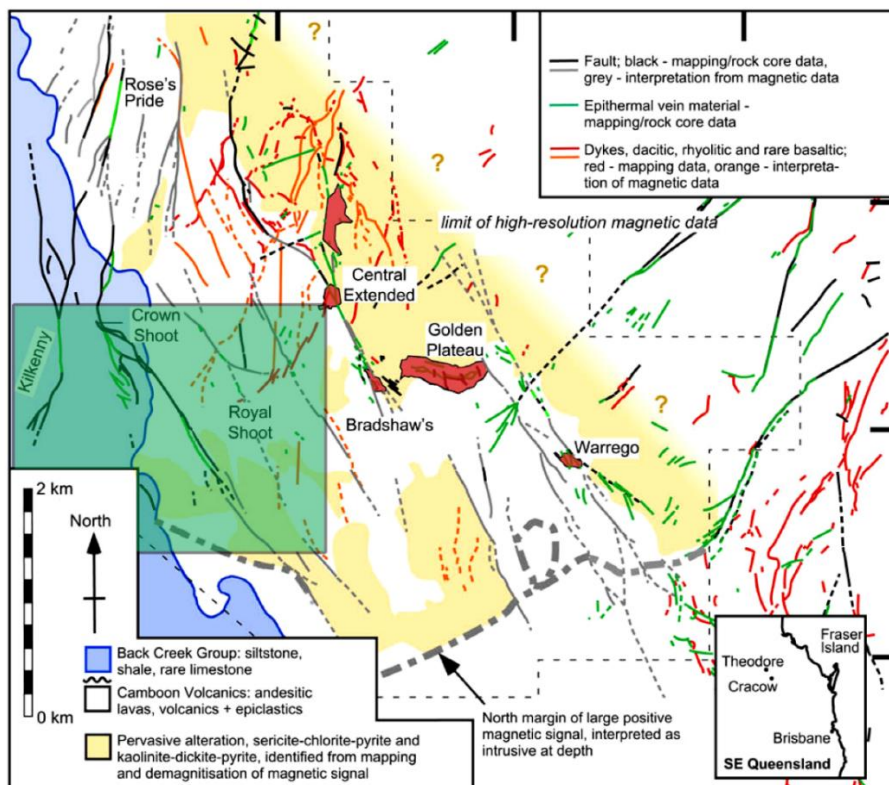 ?
Rose's
Pride
Fault; black - mapping/rock core data,
grey - interpretation from magnetic data
Epithermal vein material -
mapping/rock core data
Dykes, dacitic, rhyolitic and rare basaltic;
red - mapping data, orange - interpreta-
tion of magnetic data
?
limit of high-resolution magnetic data
?
Central
Extended
Crown
Shoot
Kilkenny
Golden
Plateau
Royal
Shoot
Bradshaw's
?
Warrego
2 km
North
0 km
Back Creek Group: siltstone,
shale, rare limestone
Camboon Volcanics: andesitic
lavas, volcanics + epiclastics
Pervasive alteration, sericite-chlorite-pyrite and
kaolinite-dickite-pyrite, identified from mapping
and demagnitisation of magnetic signal
North margin of large positive
magnetic signal, interpreted as
intrusive at depth
Fraser
Island
Theodore
Cracow
Brisbane
SE Queensland